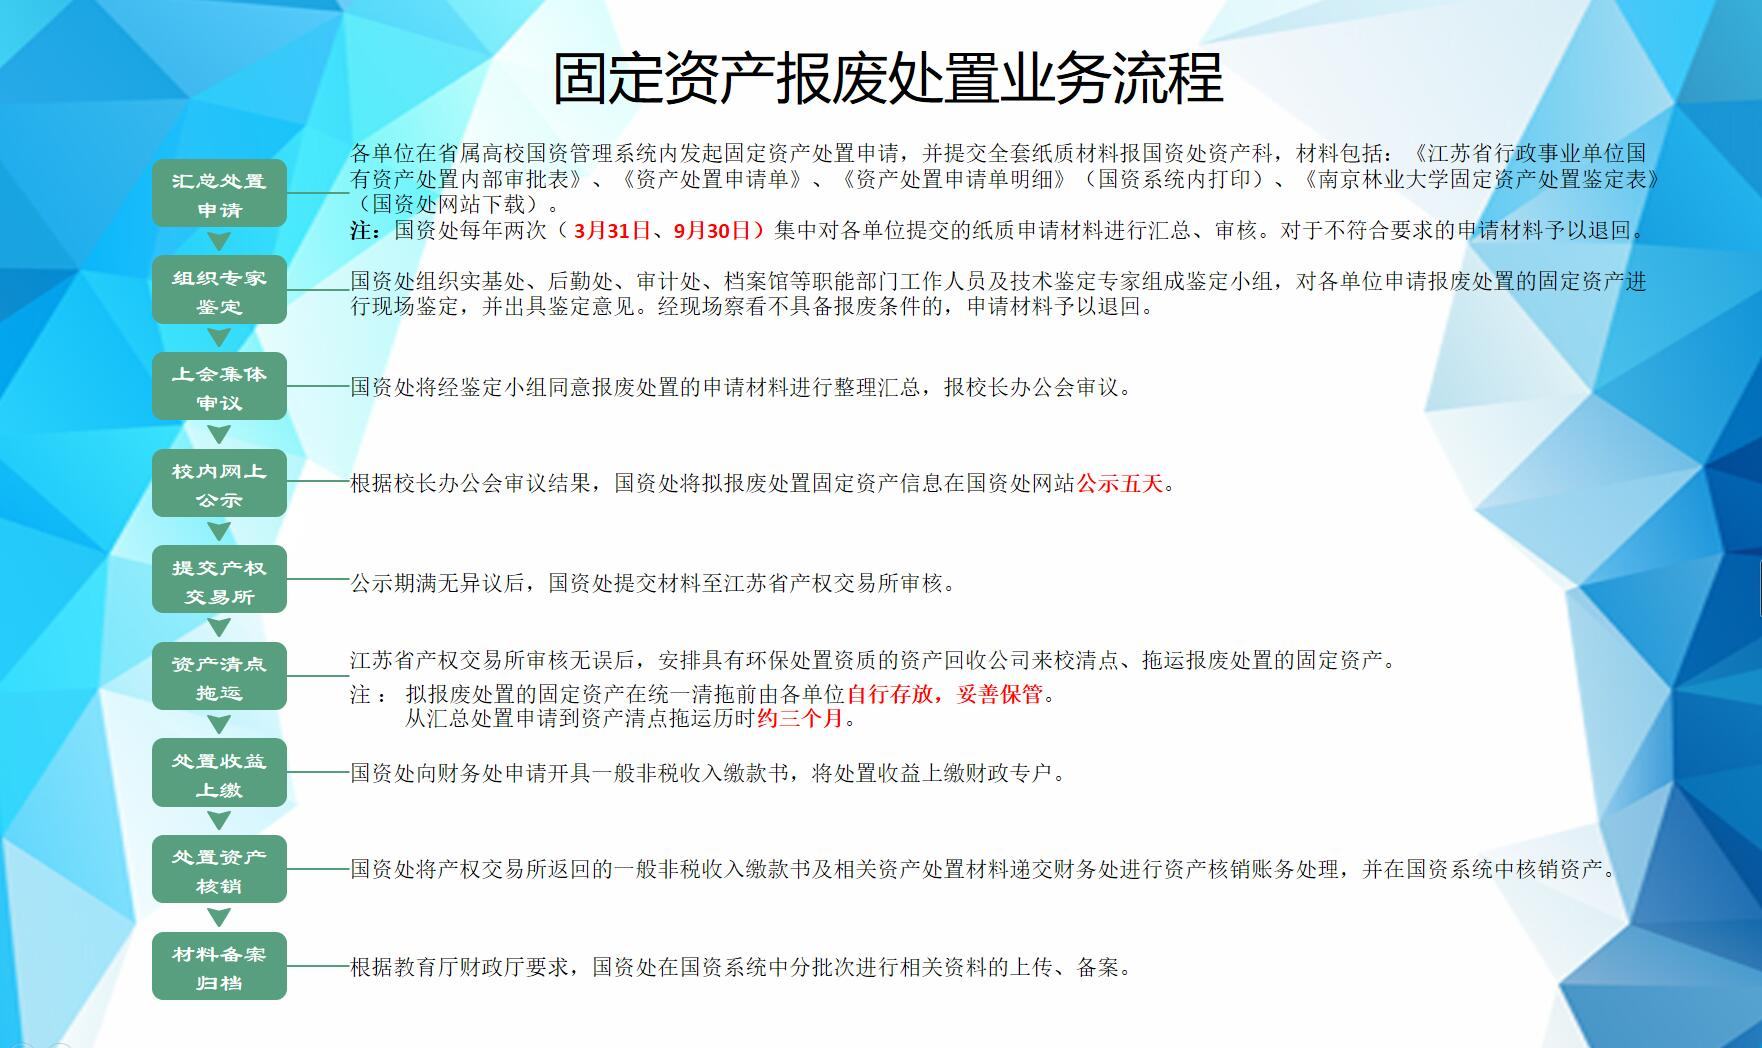 固定资产报废处置业务流程
汇总处置
申请
各单位在省属高校国资管理系统内发起固定资产处置申请，并提交全套纸质材料报国资处资产科，材料包括：《江苏省行政事业单位国
有资产处置内部审批表》、《资产处置申请单》、《资产处置申请单明细》（国资系统内打印）、《南京林业大学固定资产处置鉴定表》
（国资处网站下载）。
注：国资处每年两次（ 3月31日、9月30日）集中对各单位提交的纸质申请材料进行汇总、审核。对于不符合要求的申请材料予以退回。
组织专家
鉴定
国资处组织实基处、后勤处、审计处、档案馆等职能部门工作人员及技术鉴定专家组成鉴定小组，对各单位申请报废处置的固定资产进
行现场鉴定，并出具鉴定意见。经现场察看不具备报废条件的，申请材料予以退回。
上会集体
审议
国资处将经鉴定小组同意报废处置的申请材料进行整理汇总，报校长办公会审议。
校内网上
公示
根据校长办公会审议结果，国资处将拟报废处置固定资产信息在国资处网站公示五天。
提交产权
交易所
公示期满无异议后，国资处提交材料至江苏省产权交易所审核。
资产清点
拖运
江苏省产权交易所审核无误后，安排具有环保处置资质的资产回收公司来校清点、拖运报废处置的固定资产。
注： 拟报废处置的固定资产在统一清拖前由各单位自行存放，妥善保管。
从汇总处置申请到资产清点拖运历时约三个月。
处置收益
上缴
国资处向财务处申请开具一般非税收入缴款书，将处置收益上缴财政专户。
处置资产
核销
国资处将产权交易所返回的一般非税收入缴款书及相关资产处置材料递交财务处进行资产核销账务处理，并在国资系统中核销资产。
材料备案
归档
根据教育厅财政厅要求，国资处在国资系统中分批次进行相关资料的上传、备案。